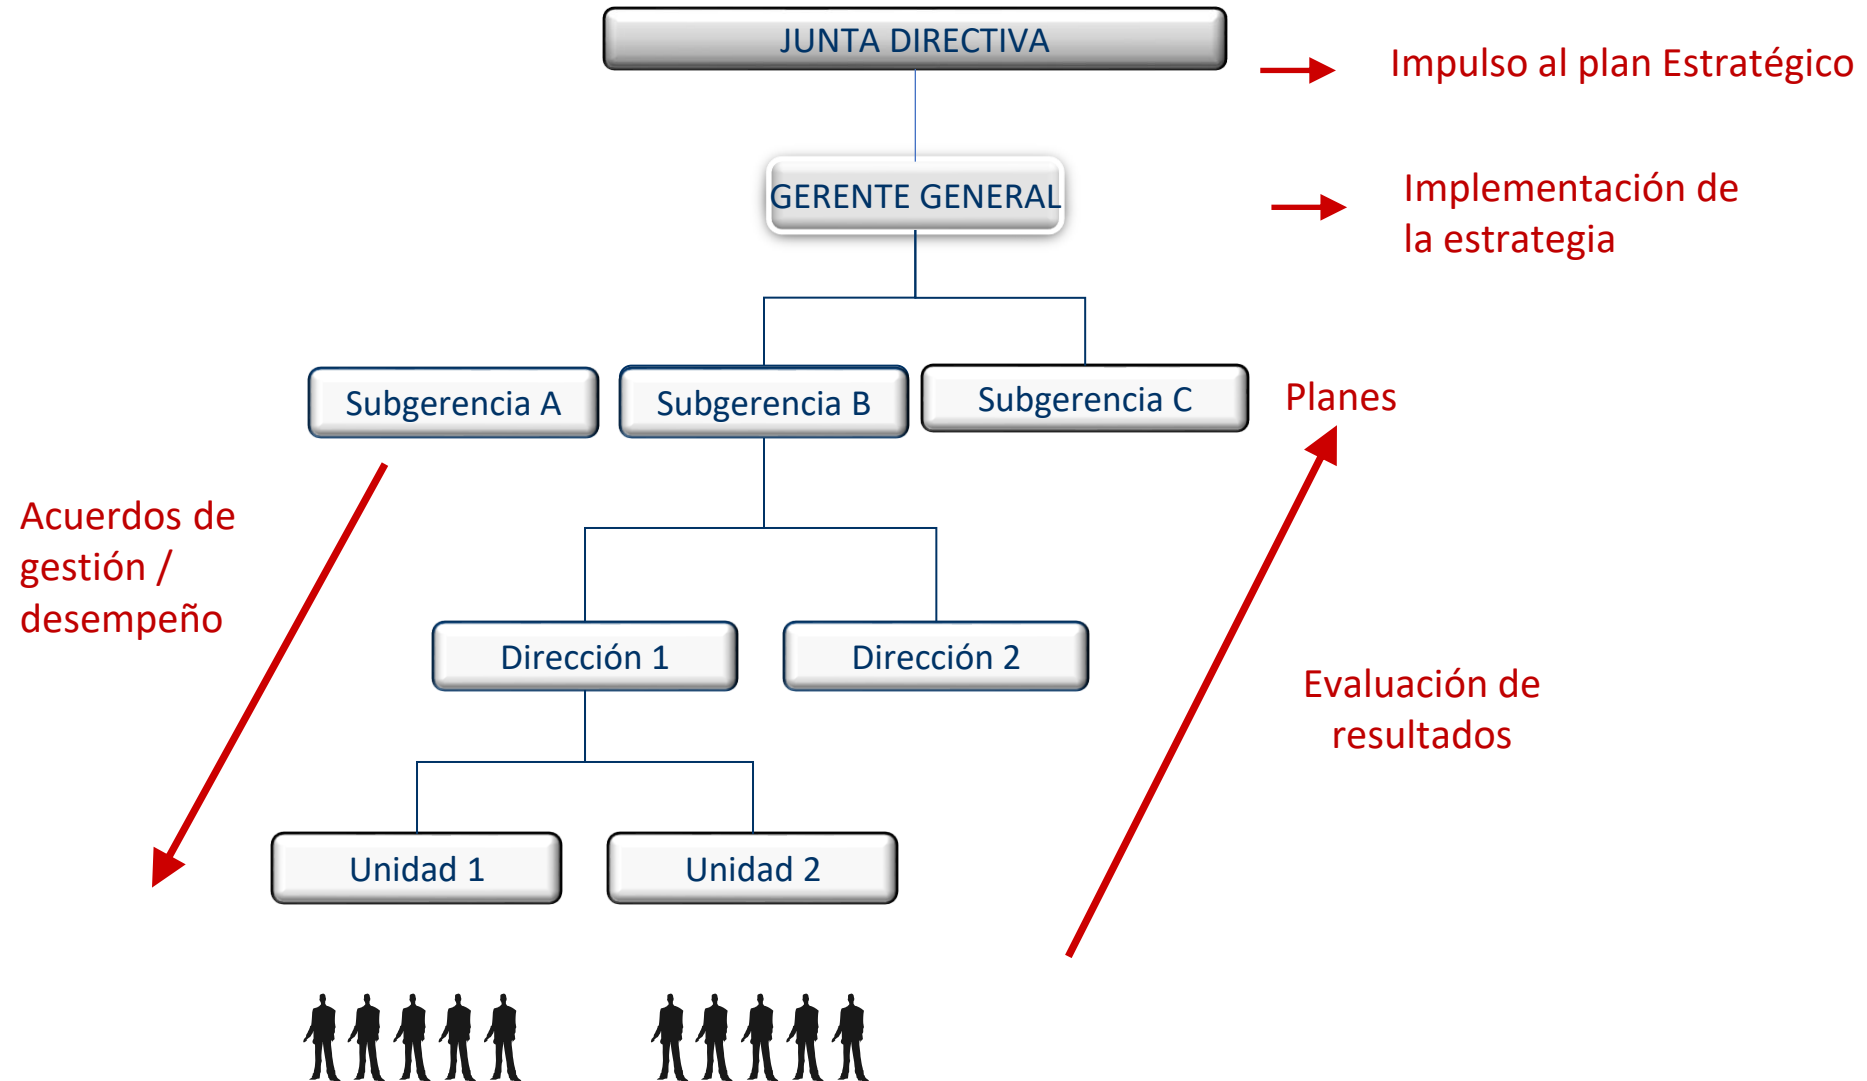 JUNTA DIRECTIVA
Impulso al plan Estratégico
GERENTE GENERAL
Implementación de
la estrategia
Subgerencia A
Subgerencia B
Subgerencia C
Planes
Acuerdos de
gestión /
desempeño
Dirección 1
Dirección 2
Evaluación de
resultados
Unidad 1
Unidad 2